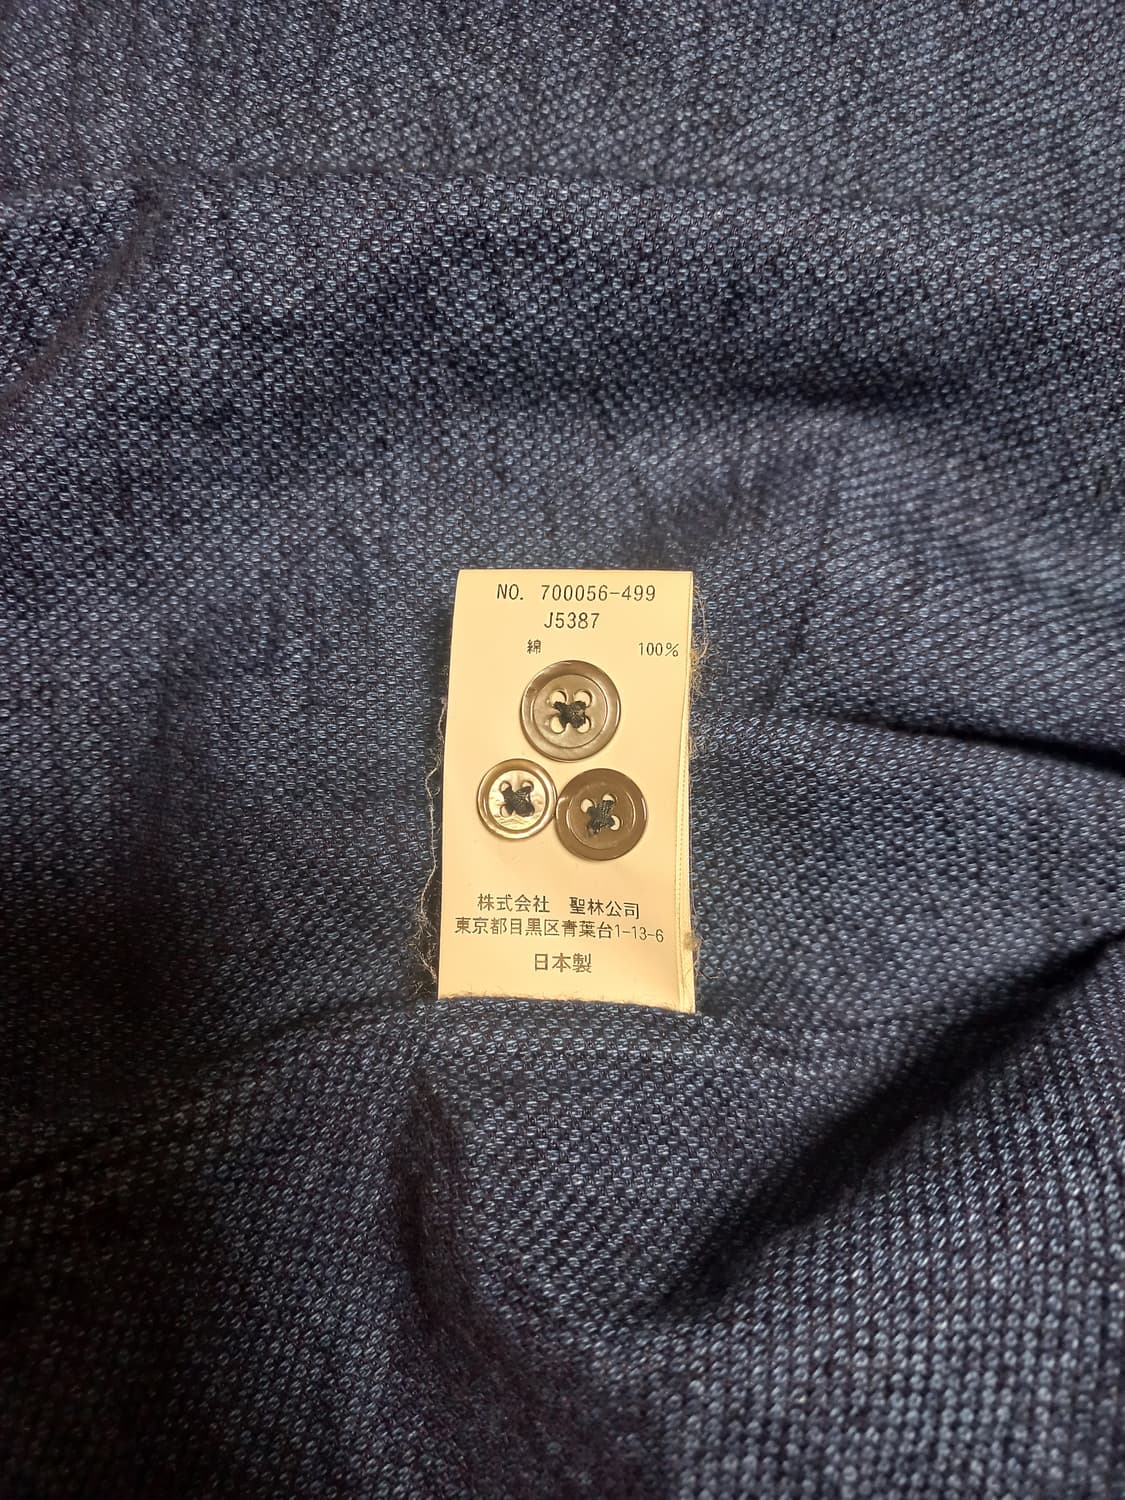 NO. 700056-499
J5387
綿 100%
株式会社 聖林公司
東京都目黒区青葉台1-13-6
日本製